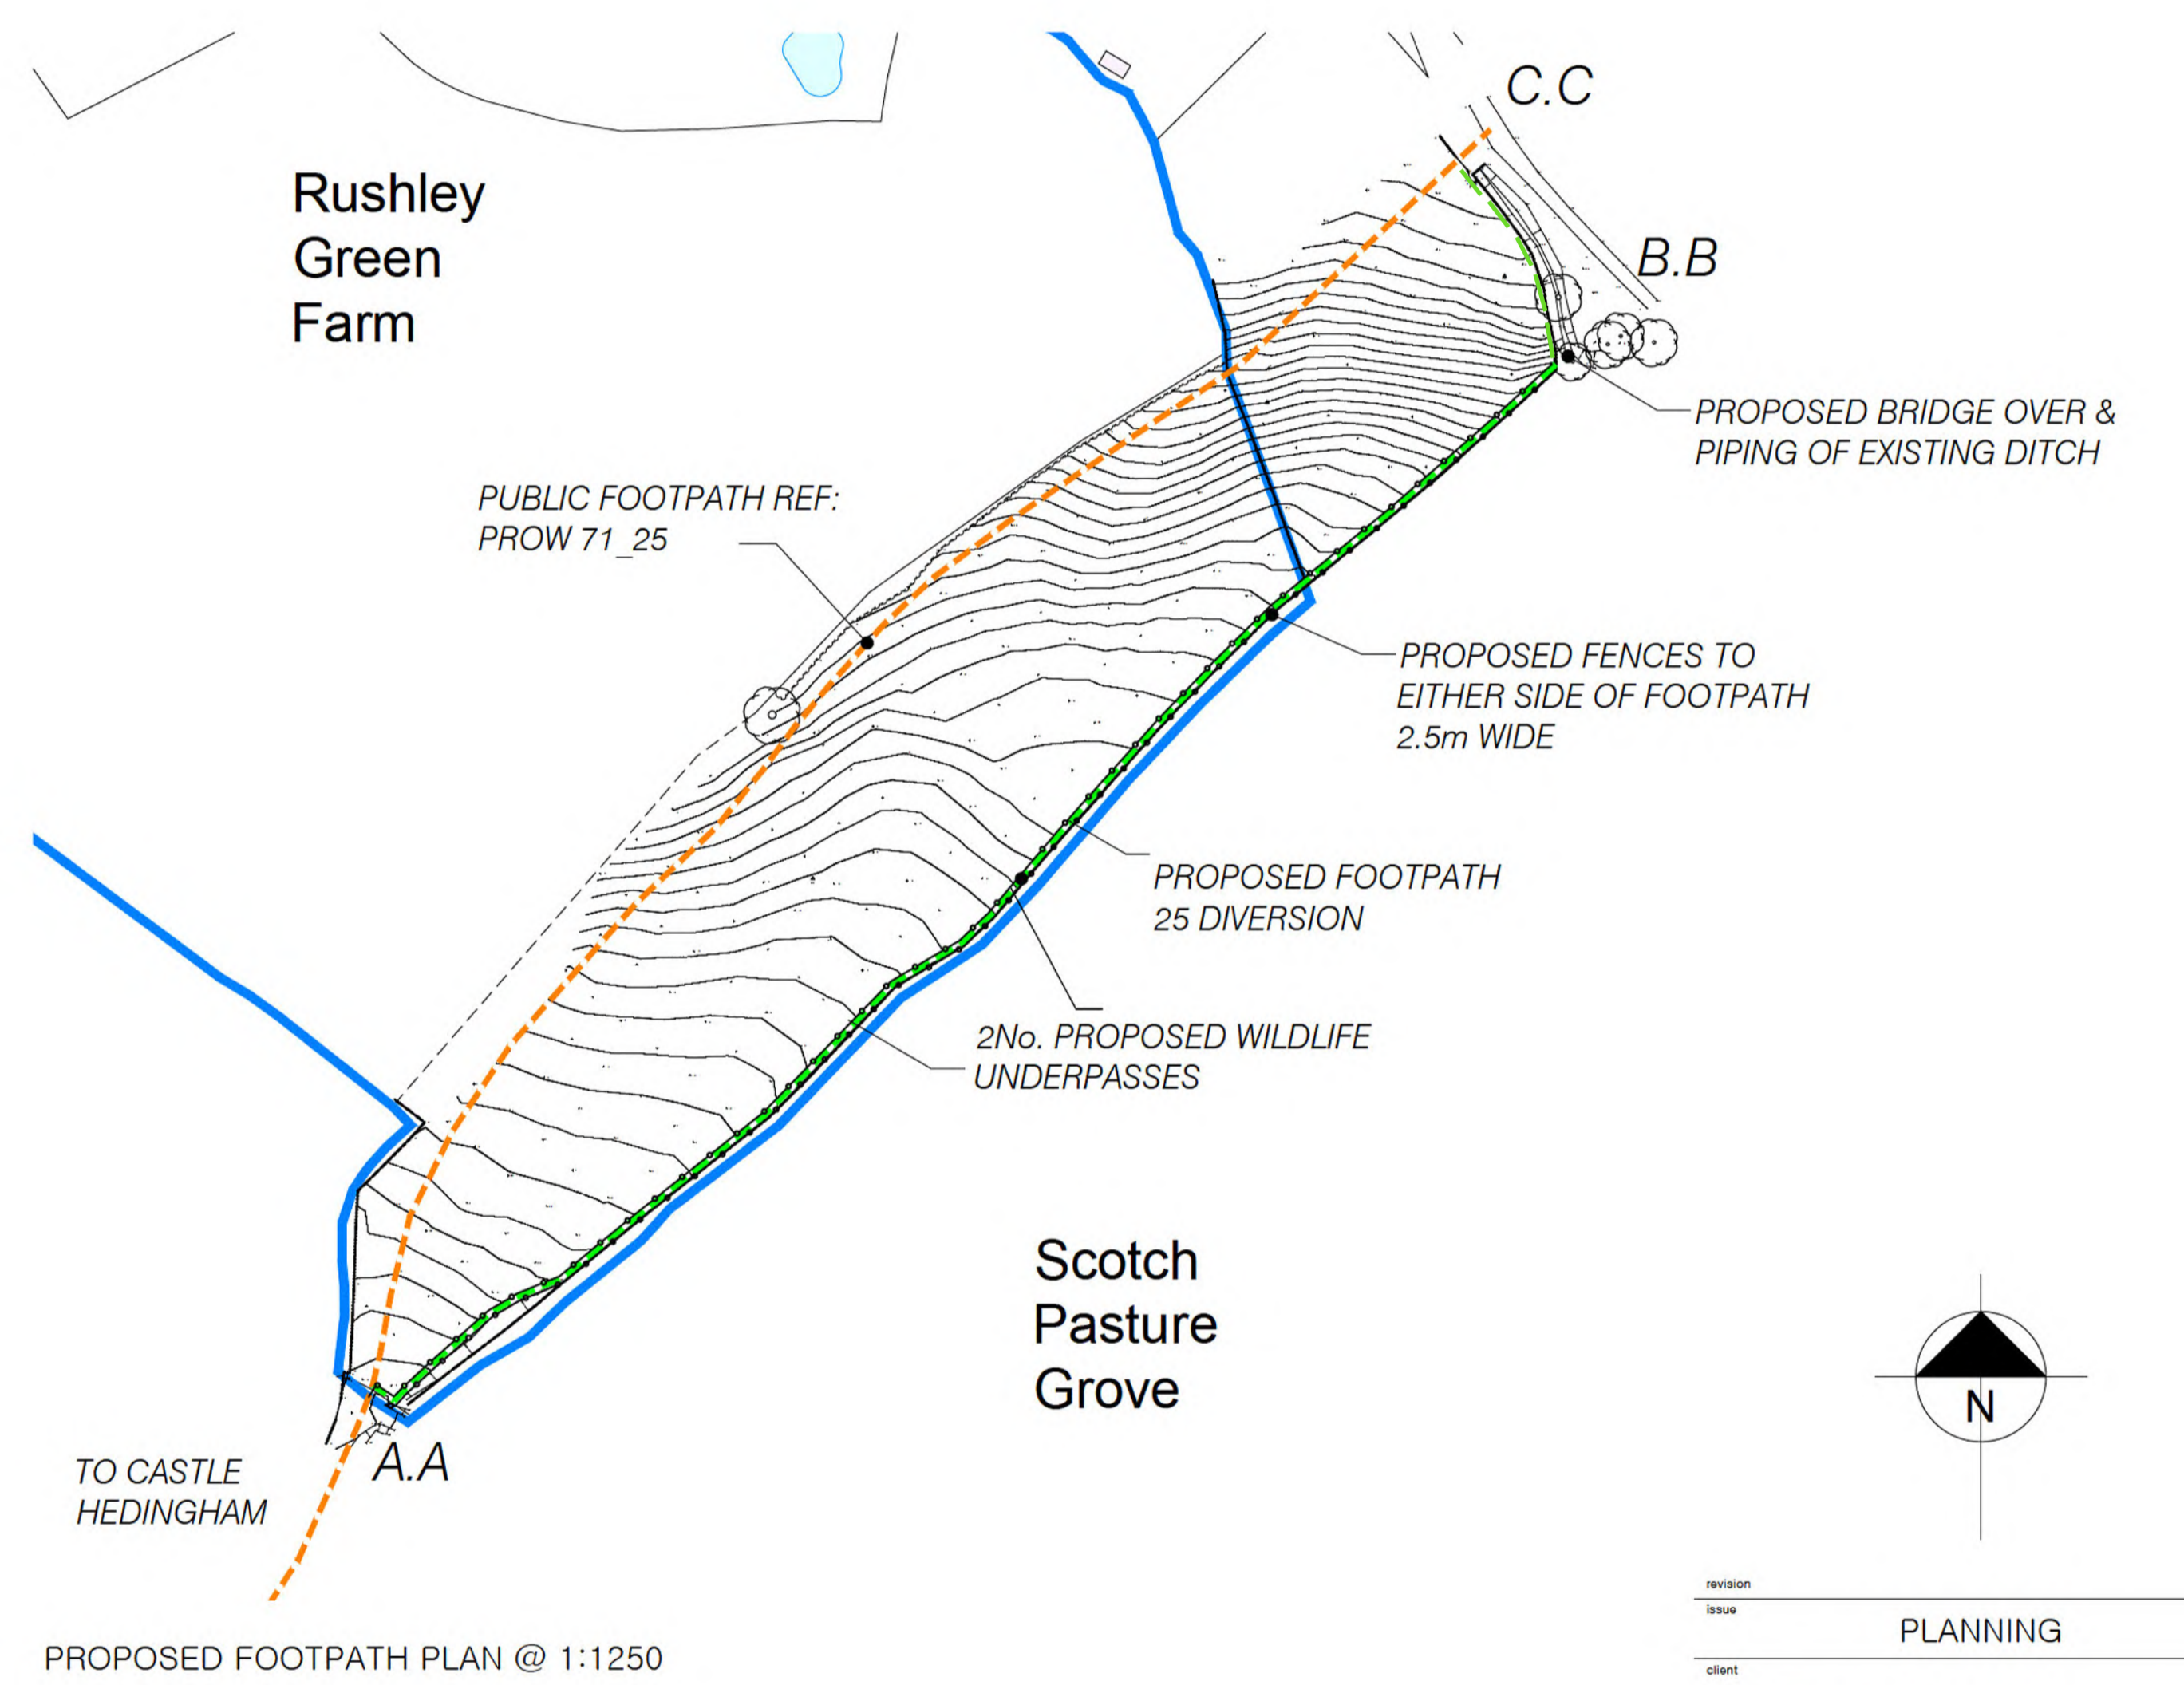 C.C
Rushley
Green
Farm
B.B
PROPOSED BRIDGE OVER &
PIPING OF EXISTING DITCH
PUBLIC FOOTPATH REF:
PROW 71_25
PROPOSED FENCES TO
EITHER SIDE OF FOOTPATH
2.5m WIDE
PROPOSED FOOTPATH
25 DIVERSION
2No. PROPOSED WILDLIFE
UNDERPASSES
Scotch
Pasture
Grove
N
A.A
TO CASTLE
HEDINGHAM
revision
issue
PLANNING
client
PROPOSED FOOTPATH PLAN @ 1:1250